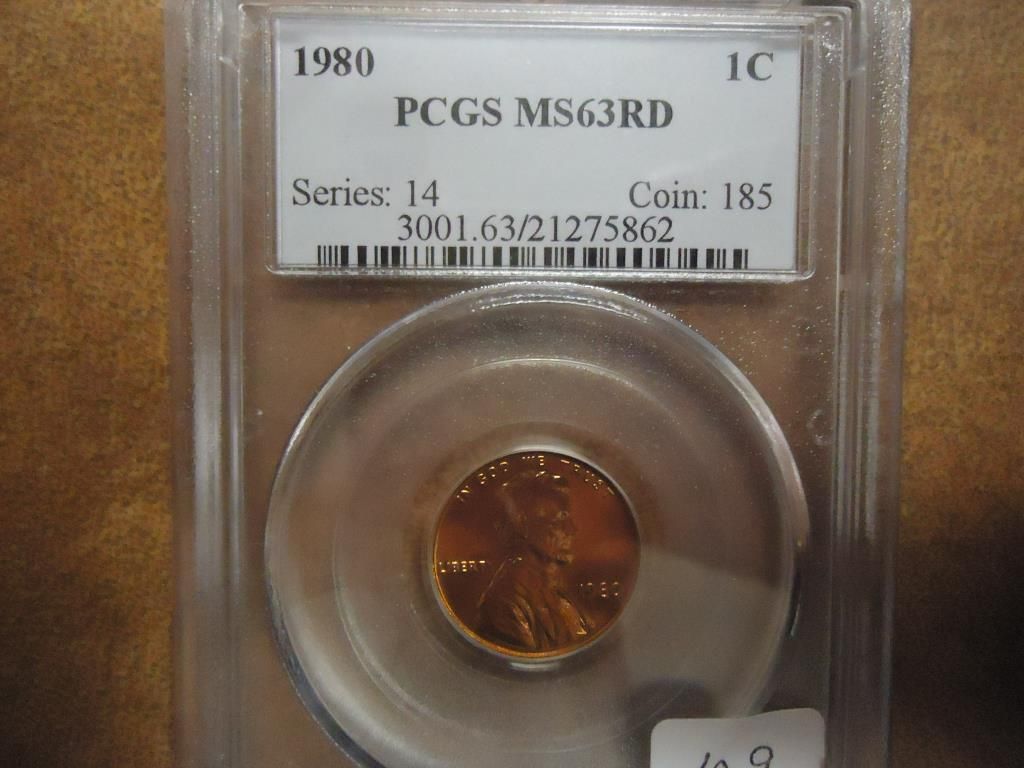 1980 1C
PCGS MS63RD
Series: 14 Coin: 185
3001.63/21275862
IN GOD WE TRUST
LIBERTY
1980